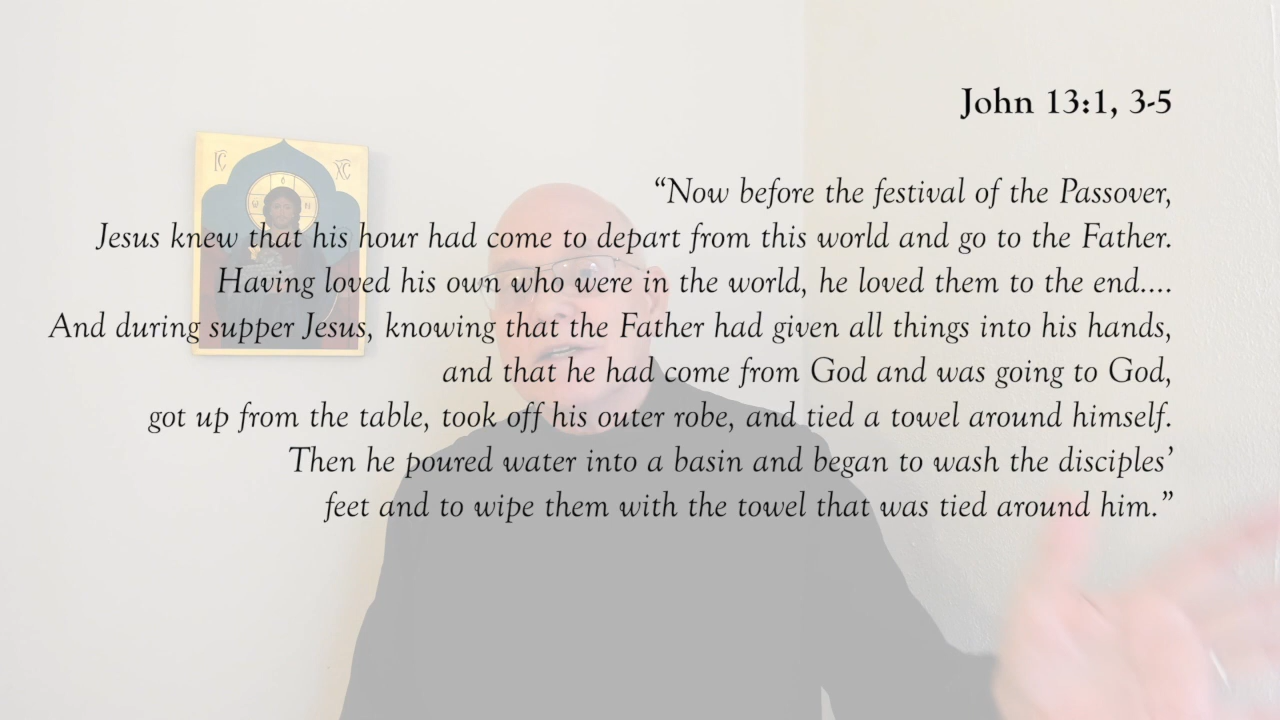 John 13:1, 3-5
“Now before the festival of the Passover,
Jesus knew that his hour had come to depart from this world and go to the Father.
Having loved his own who were in the world, he loved them to the end....
And during supper Jesus, knowing that the Father had given all things into his hands,
and that he had come from God and was going to God,
got up from the table, took off his outer robe, and tied a towel around himself.
Then he poured water into a basin and began to wash the disciples’
feet and to wipe them with the towel that was tied around him.”
IC
XC